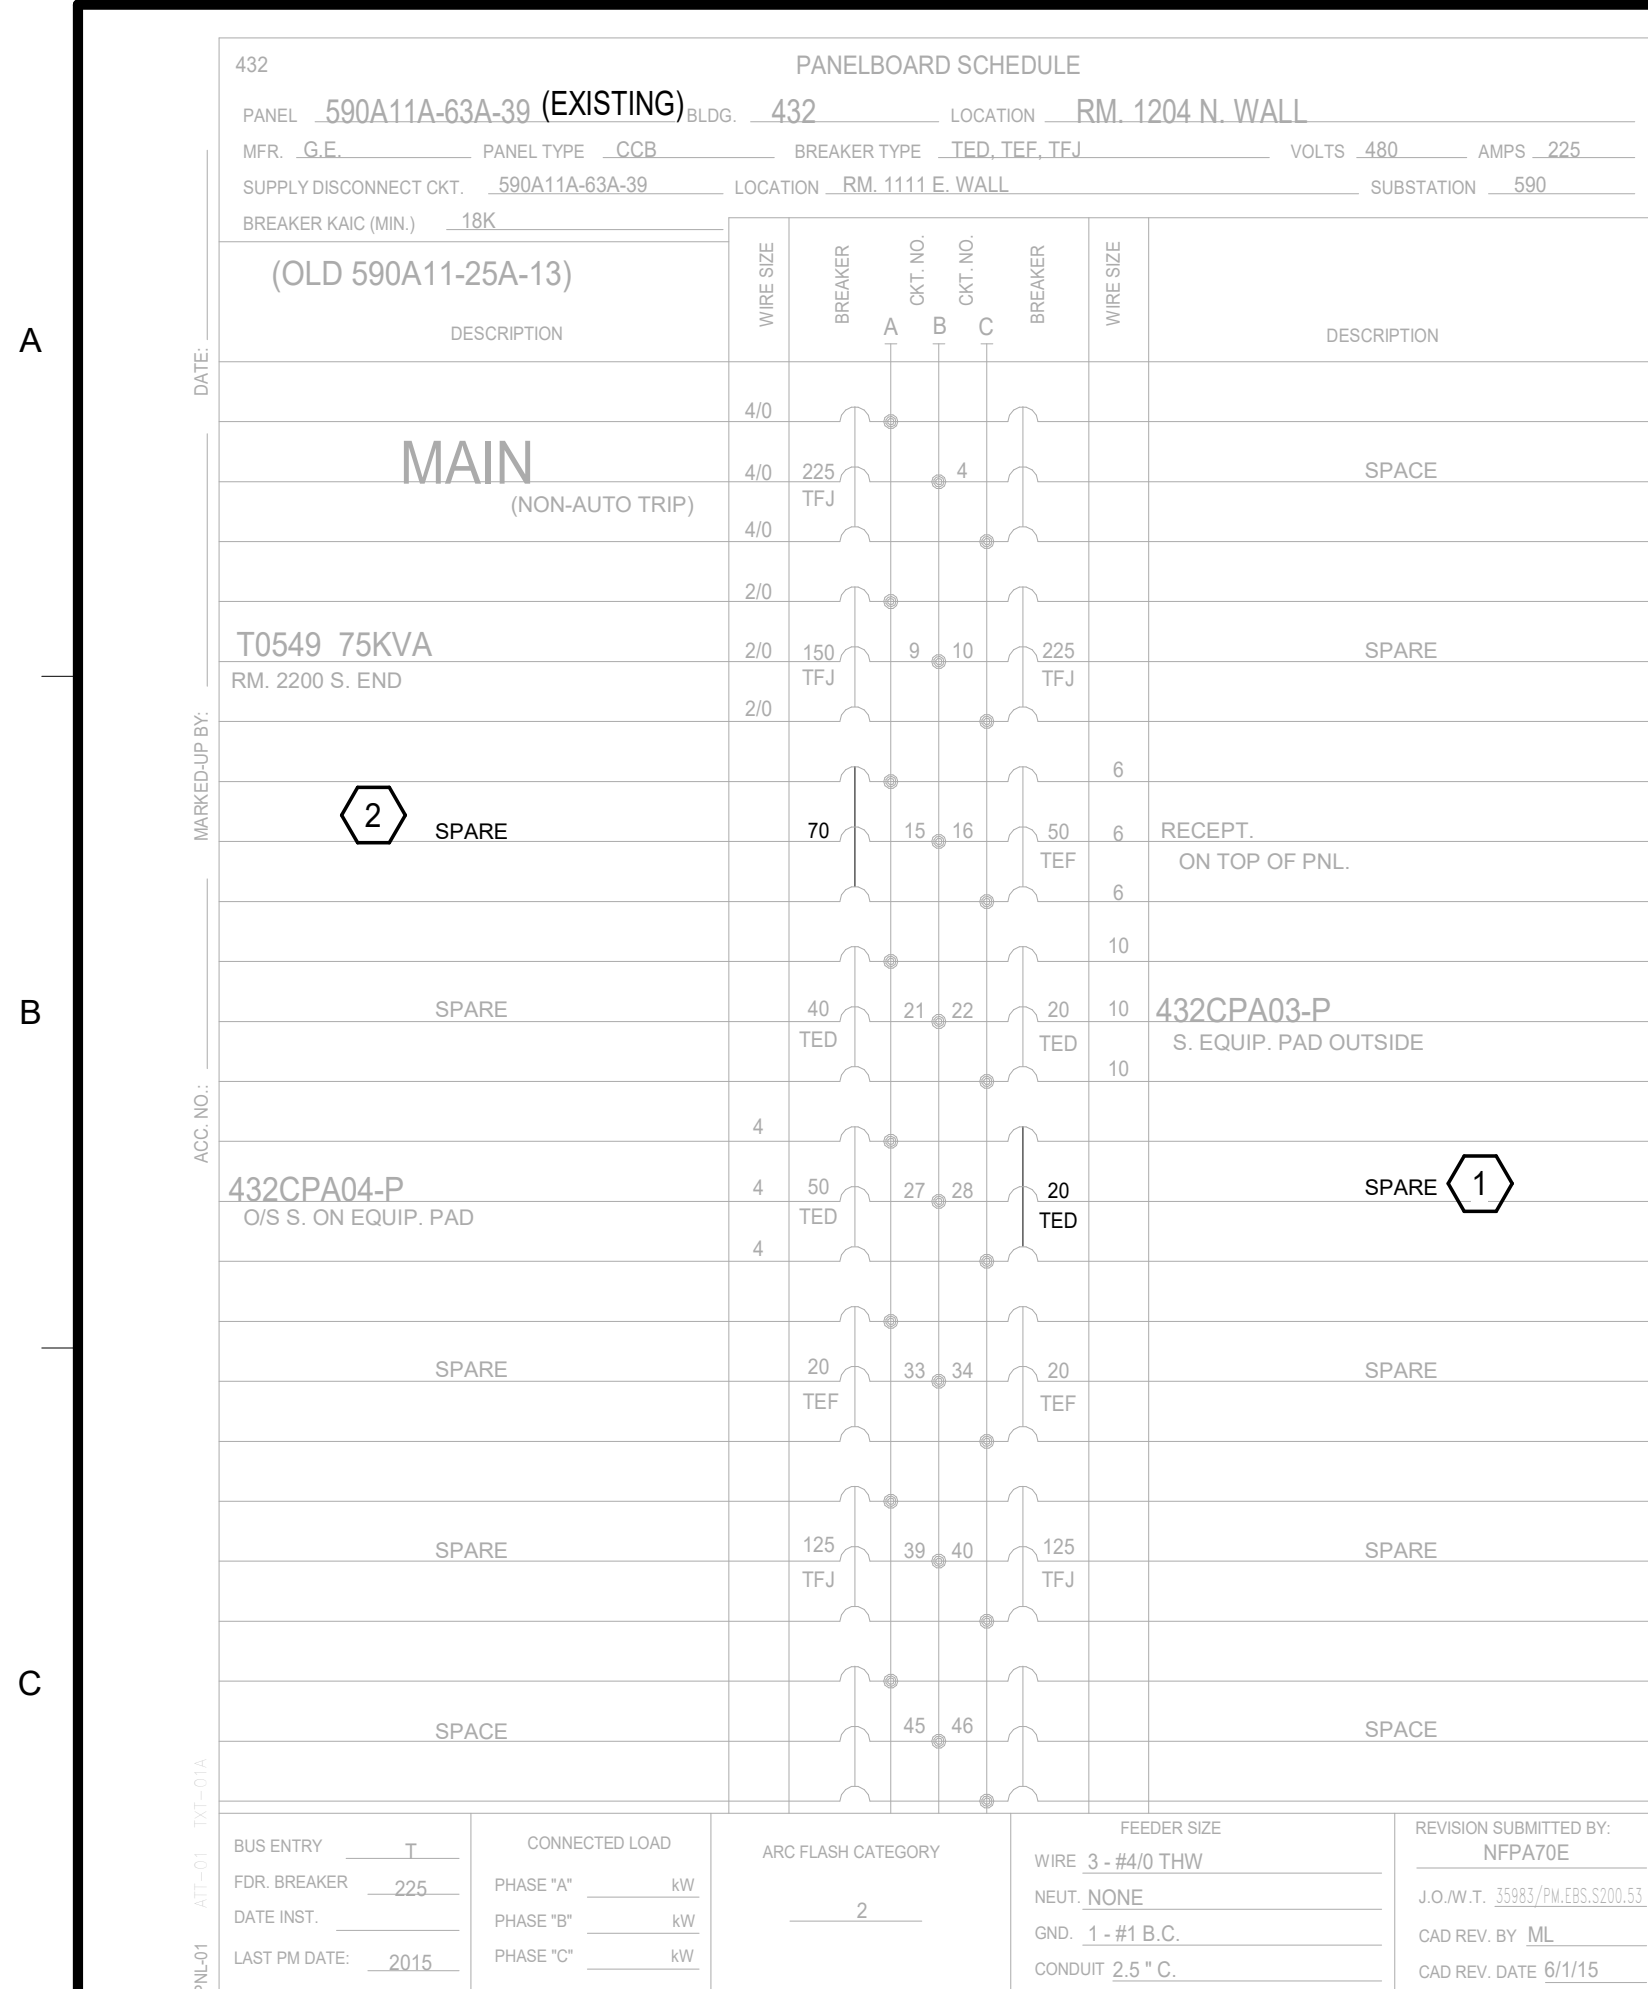 432 PANELBOARD SCHEDULE
PANEL 590A11A-63A-39 (EXISTING) BLDG. 432 LOCATION RM. 1204 N. WALL
MFR. G.E. PANEL TYPE CCB BREAKER TYPE TED, TEF, TFJ VOLTS 480 AMPS 225
SUPPLY DISCONNECT CKT. 590A11A-63A-39 LOCATION RM. 1111 E. WALL SUBSTATION 590
BREAKER KAIC (MIN.) 18K
(OLD 590A11-25A-13)
DESCRIPTION WIRE SIZE BREAKER CKT. NO. CKT. NO. BREAKER WIRE SIZE DESCRIPTION
A B C
A
DATE:
4/0
MAIN 4/0 225 4 SPACE
(NON-AUTO TRIP) TFJ
4/0
2/0
T0549 75KVA 2/0 150 9 10 225 SPARE
RM. 2200 S. END TFJ TFJ
2/0
MARKED-UP BY:
6
2 SPARE 70 15 16 50 6 RECEPT.
TEF ON TOP OF PNL.
6
10
B
SPARE 40 21 22 20 10 432CPA03-P
TED TED S. EQUIP. PAD OUTSIDE
10
ACC. NO.:
4
432CPA04-P 4 50 27 28 20 SPARE 1
O/S S. ON EQUIP. PAD TED TED
4
SPARE 20 33 34 20 SPARE
TEF TEF
SPARE 125 39 40 125 SPARE
TFJ TFJ
C
SPACE 45 46 SPACE
PNL-01 ATT-01 TXT-01A
BUS ENTRY T
FDR. BREAKER 225
DATE INST.
LAST PM DATE: 2015
CONNECTED LOAD
PHASE "A" kW
PHASE "B" kW
PHASE "C" kW
ARC FLASH CATEGORY
2
FEEDER SIZE
WIRE 3 - #4/0 THW
NEUT. NONE
GND. 1 - #1 B.C.
CONDUIT 2.5 " C.
REVISION SUBMITTED BY:
NFPA70E
J.O./W.T. 35983/PM.EBS.S200.53
CAD REV. BY ML
CAD REV. DATE 6/1/15